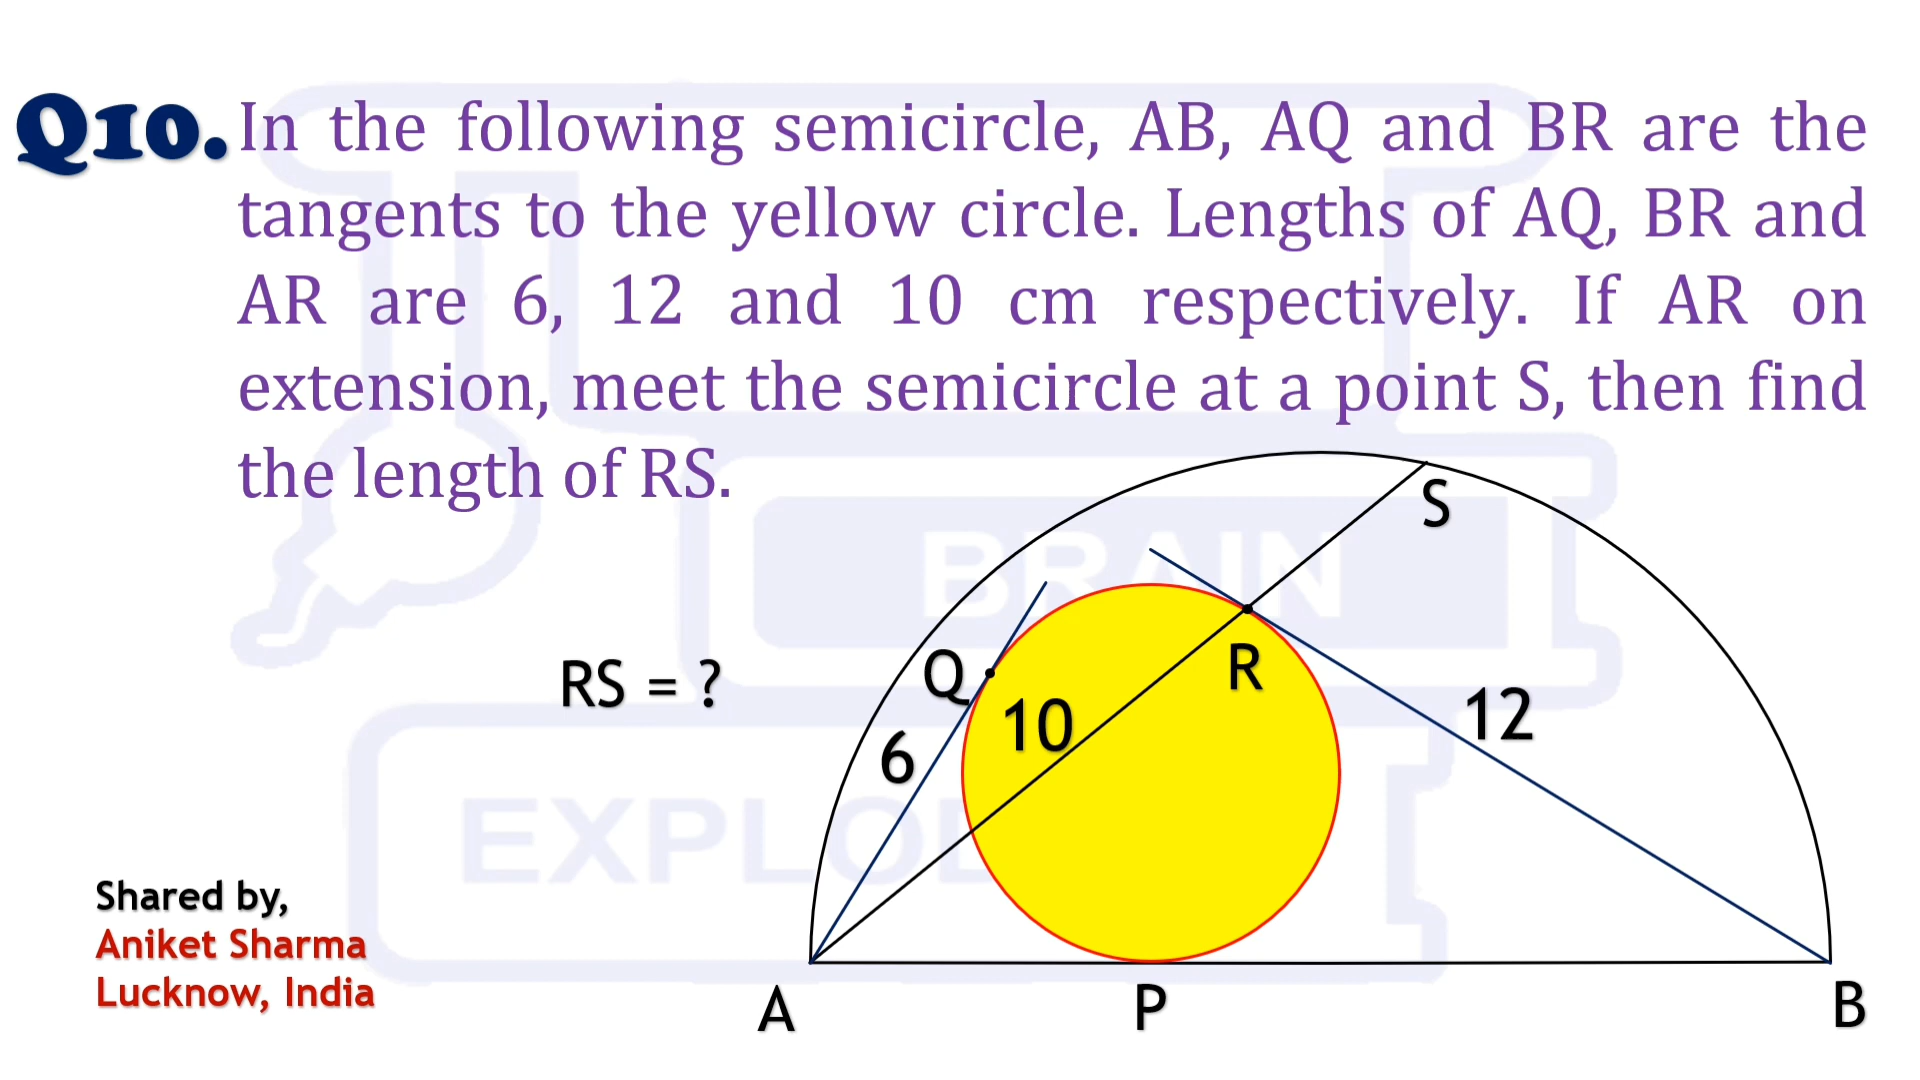 Q10. In the following semicircle, AB, AQ and BR are the
tangents to the yellow circle. Lengths of AQ, BR and
AR are 6, 12 and 10 cm respectively. If AR on
extension, meet the semicircle at a point S, then find
the length of RS.
BRAIN
S
Q
R
RS = ?
10
12
6
EXPLOD
Shared by,
Aniket Sharma
Lucknow, India
A
P
B